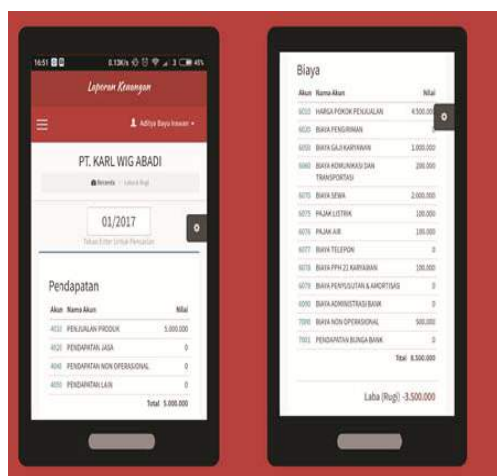 16:51 0.13K/s 3 45%
Laporan Keuangan
Aditya Bayu Irawan
PT. KARL WIG ABADI
Beranda Laba & Rugi
01/2017
Tekan Enter Untuk Pencarian
Pendapatan
Akun Nama Akun Nilai
4010 PENJUALAN PRODUK 5.000.000
4020 PENDAPATAN JASA 0
4040 PENDAPATAN NON OPERASIONAL 0
4050 PENDAPATAN LAIN 0
Total 5.000.000
Biaya
Akun Nama Akun Nilai
6010 HARGA POKOK PENJUALAN 4.500.000
6020 BIAYA PENGIRIMAN 0
6050 BIAYA GAJI KARYAWAN 1.000.000
6060 BIAYA KOMUNIKASI DAN 200.000
TRANSPORTASI
6070 BIAYA SEWA 2.000.000
6075 PAJAK LISTRIK 100.000
6076 PAJAK AIR 100.000
6077 BIAYA TELEPON 0
6078 BIAYA PPH 21 KARYAWAN 100.000
6079 BIAYA PENYUSUTAN & AMORTISASI 0
6090 BIAYA ADMINISTRASI BANK 0
7000 BIAYA NON OPERASIONAL 500.000
7001 PENDAPATAN BUNGA BANK 0
Total 8.500.000
Laba (Rugi) -3.500.000